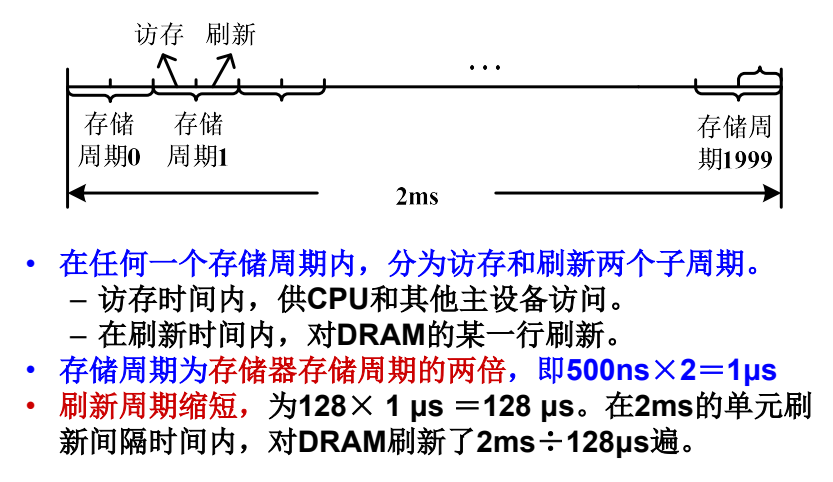 访存 刷新
...
存储 存储 存储周
周期0 周期1 期1999
2ms
• 在任何一个存储周期内，分为访存和刷新两个子周期。
– 访存时间内，供CPU和其他主设备访问。
– 在刷新时间内，对DRAM的某一行刷新。
• 存储周期为存储器存储周期的两倍，即500ns×2＝1μs
• 刷新周期缩短，为128× 1 μs ＝128 μs。在2ms的单元刷
新间隔时间内，对DRAM刷新了2ms÷128μs遍。